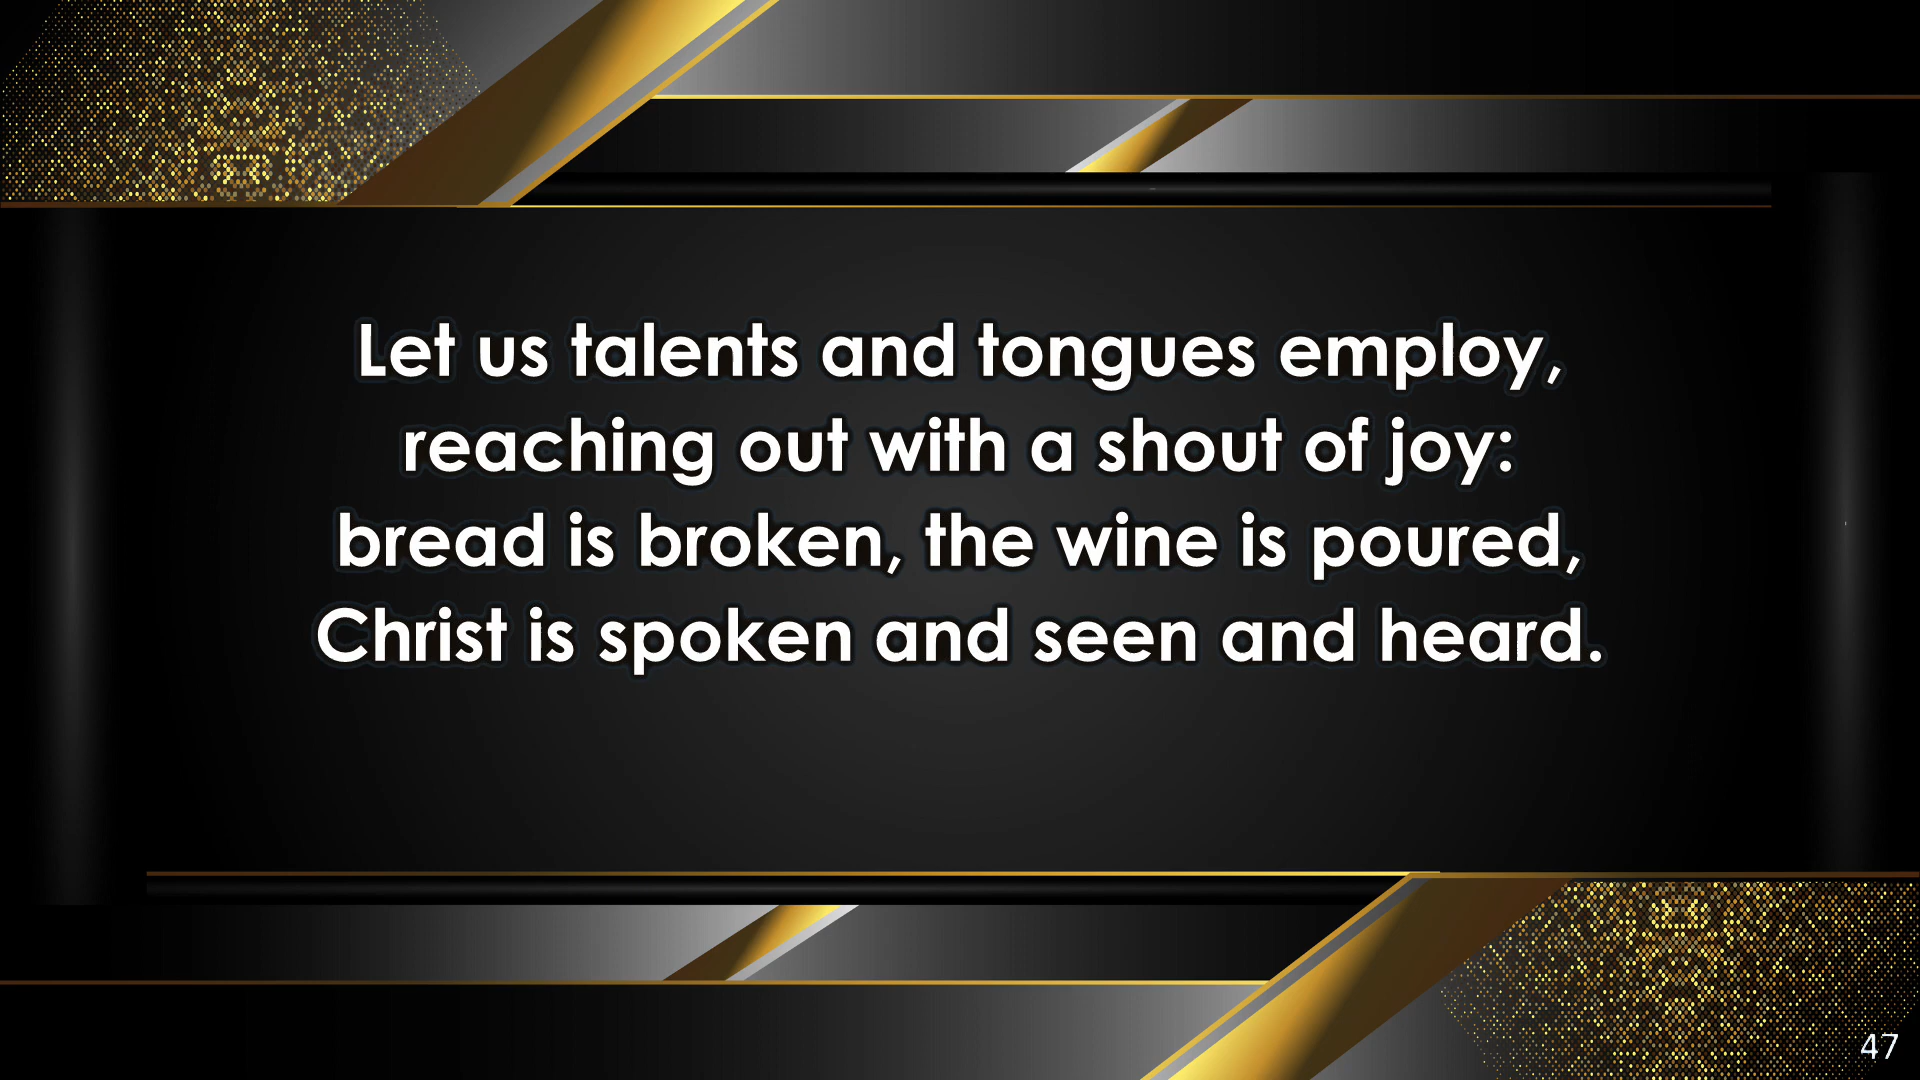 Let us talents and tongues employ,
reaching out with a shout of joy:
bread is broken, the wine is poured,
Christ is spoken and seen and heard.
47